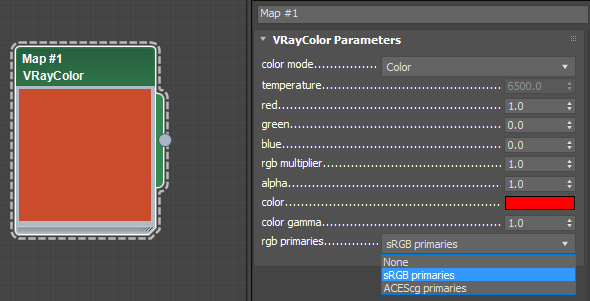 Map #1
VRayColor
Map #1
VRayColor Parameters
color mode............... Color
temperature................................................ 6500.0
red.............................................................. 1.0
green.......................................................... 0.0
blue............................................................. 0.0
rgb multiplier............................................... 1.0
alpha........................................................... 1.0
color...........................................................
color gamma............................................... 1.0
rgb primaries............. sRGB primaries
None
sRGB primaries
ACEScg primaries